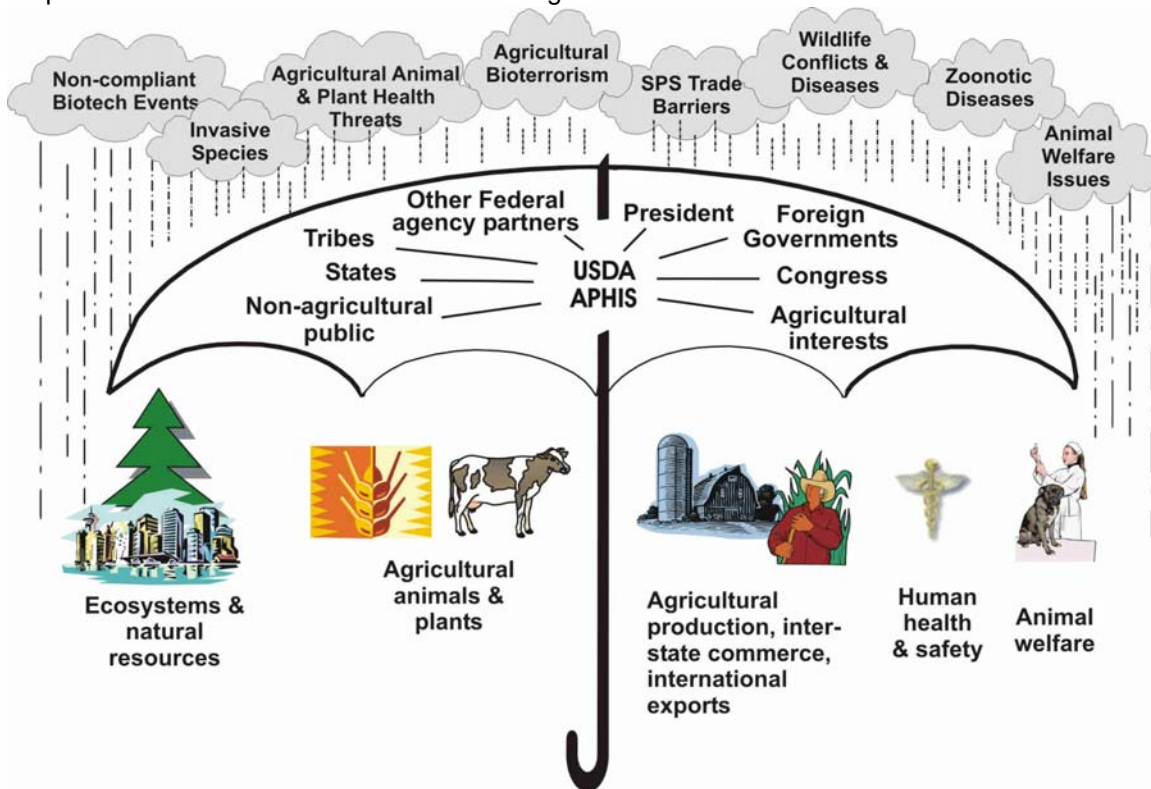 Non-compliant
Biotech Events
Invasive
Species
Agricultural Animal
& Plant Health
Threats
Agricultural
Bioterrorism
SPS Trade
Barriers
Wildlife
Conflicts &
Diseases
Zoonotic
Diseases
Animal
Welfare
Issues
Other Federal
agency partners
President
Foreign
Governments
Tribes
States
Non-agricultural
public
USDA
APHIS
Congress
Agricultural
interests
Ecosystems &
natural
resources
Agricultural
animals &
plants
Agricultural
production, inter-
state commerce,
international
exports
Human
health
& safety
Animal
welfare